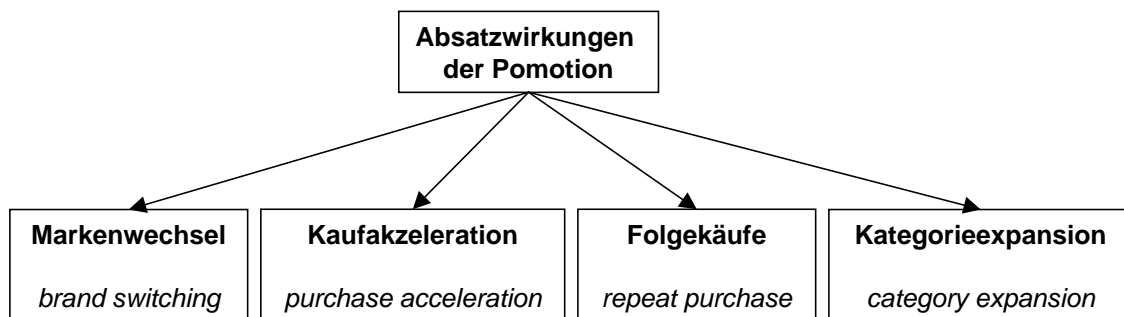 Absatzwirkungen
der Pomotion
Markenwechsel
brand switching
Kaufakzeleration
purchase acceleration
Folgekäufe
repeat purchase
Kategorieexpansion
category expansion